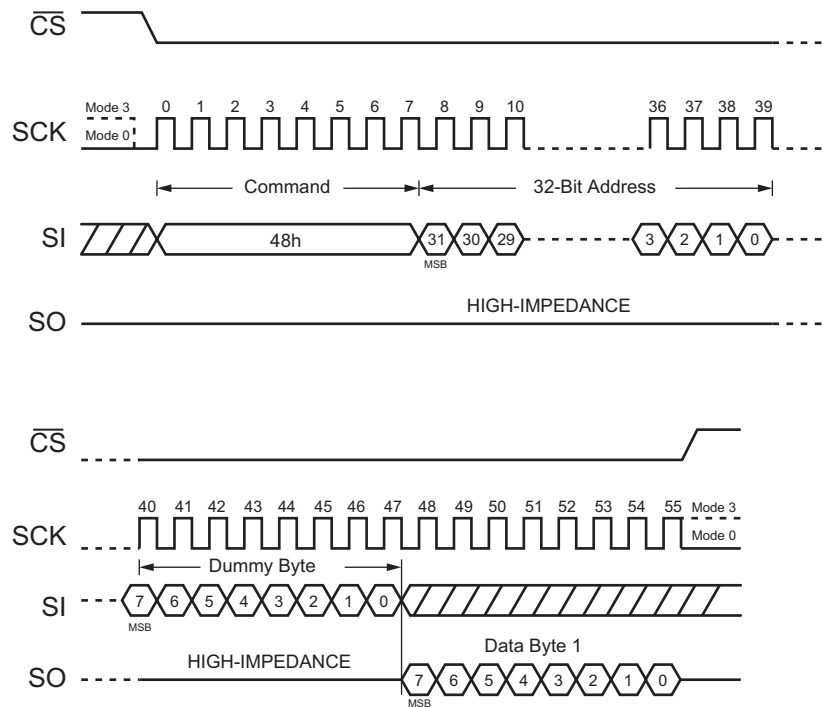 CS
Mode 3 0 1 2 3 4 5 6 7 8 9 10 36 37 38 39
SCK
Mode 0
Command 32-Bit Address
SI 48h 31 30 29 3 2 1 0
MSB
HIGH-IMPEDANCE
SO
CS
40 41 42 43 44 45 46 47 48 49 50 51 52 53 54 55 Mode 3
SCK Mode 0
Dummy Byte
SI 7 6 5 4 3 2 1 0
MSB
Data Byte 1
HIGH-IMPEDANCE
SO 7 6 5 4 3 2 1 0
MSB